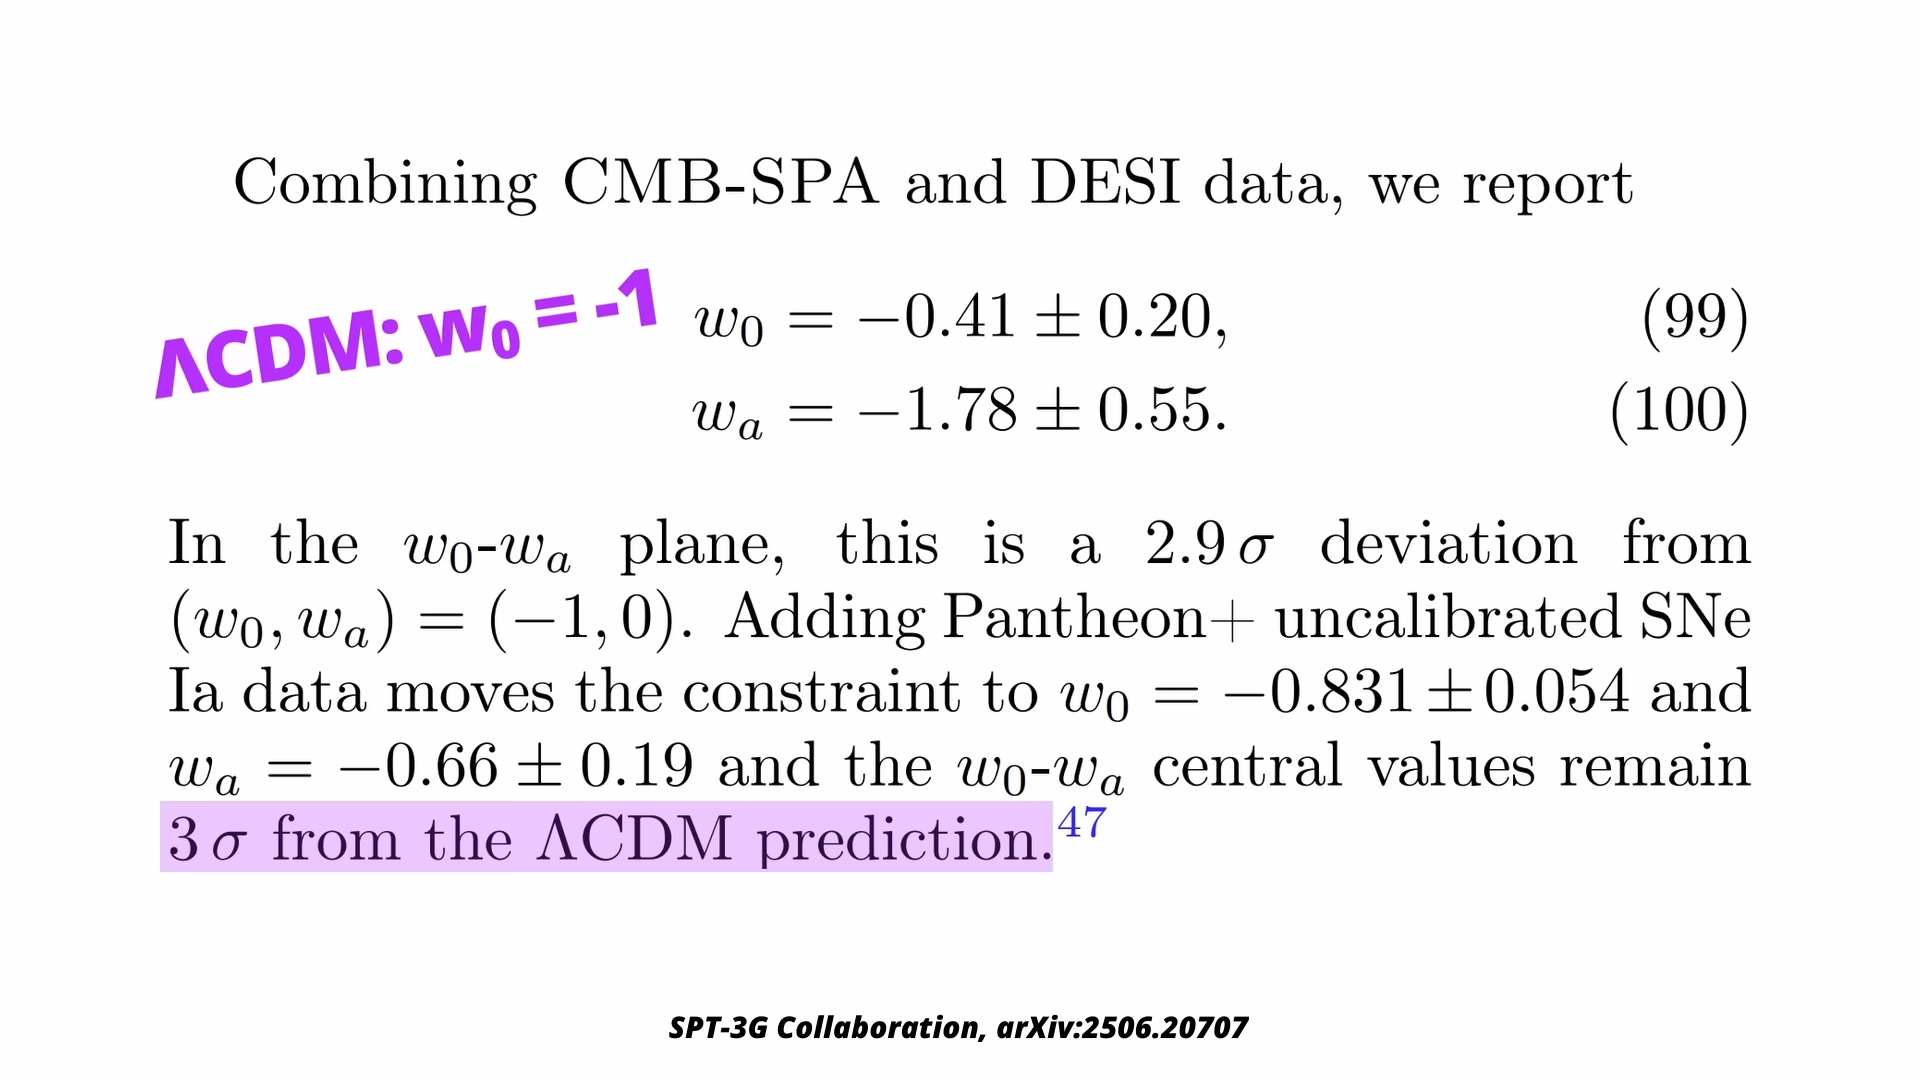 Combining CMB-SPA and DESI data, we report
ΛCDM: w₀ = -1
w₀ = −0.41 ± 0.20, (99)
wₐ = −1.78 ± 0.55. (100)
In the w₀-wₐ plane, this is a 2.9 σ deviation from
(w₀, wₐ) = (−1, 0). Adding Pantheon+ uncalibrated SNe
Ia data moves the constraint to w₀ = −0.831 ± 0.054 and
wₐ = −0.66 ± 0.19 and the w₀-wₐ central values remain
3 σ from the ΛCDM prediction.⁴⁷
SPT-3G Collaboration, arXiv:2506.20707